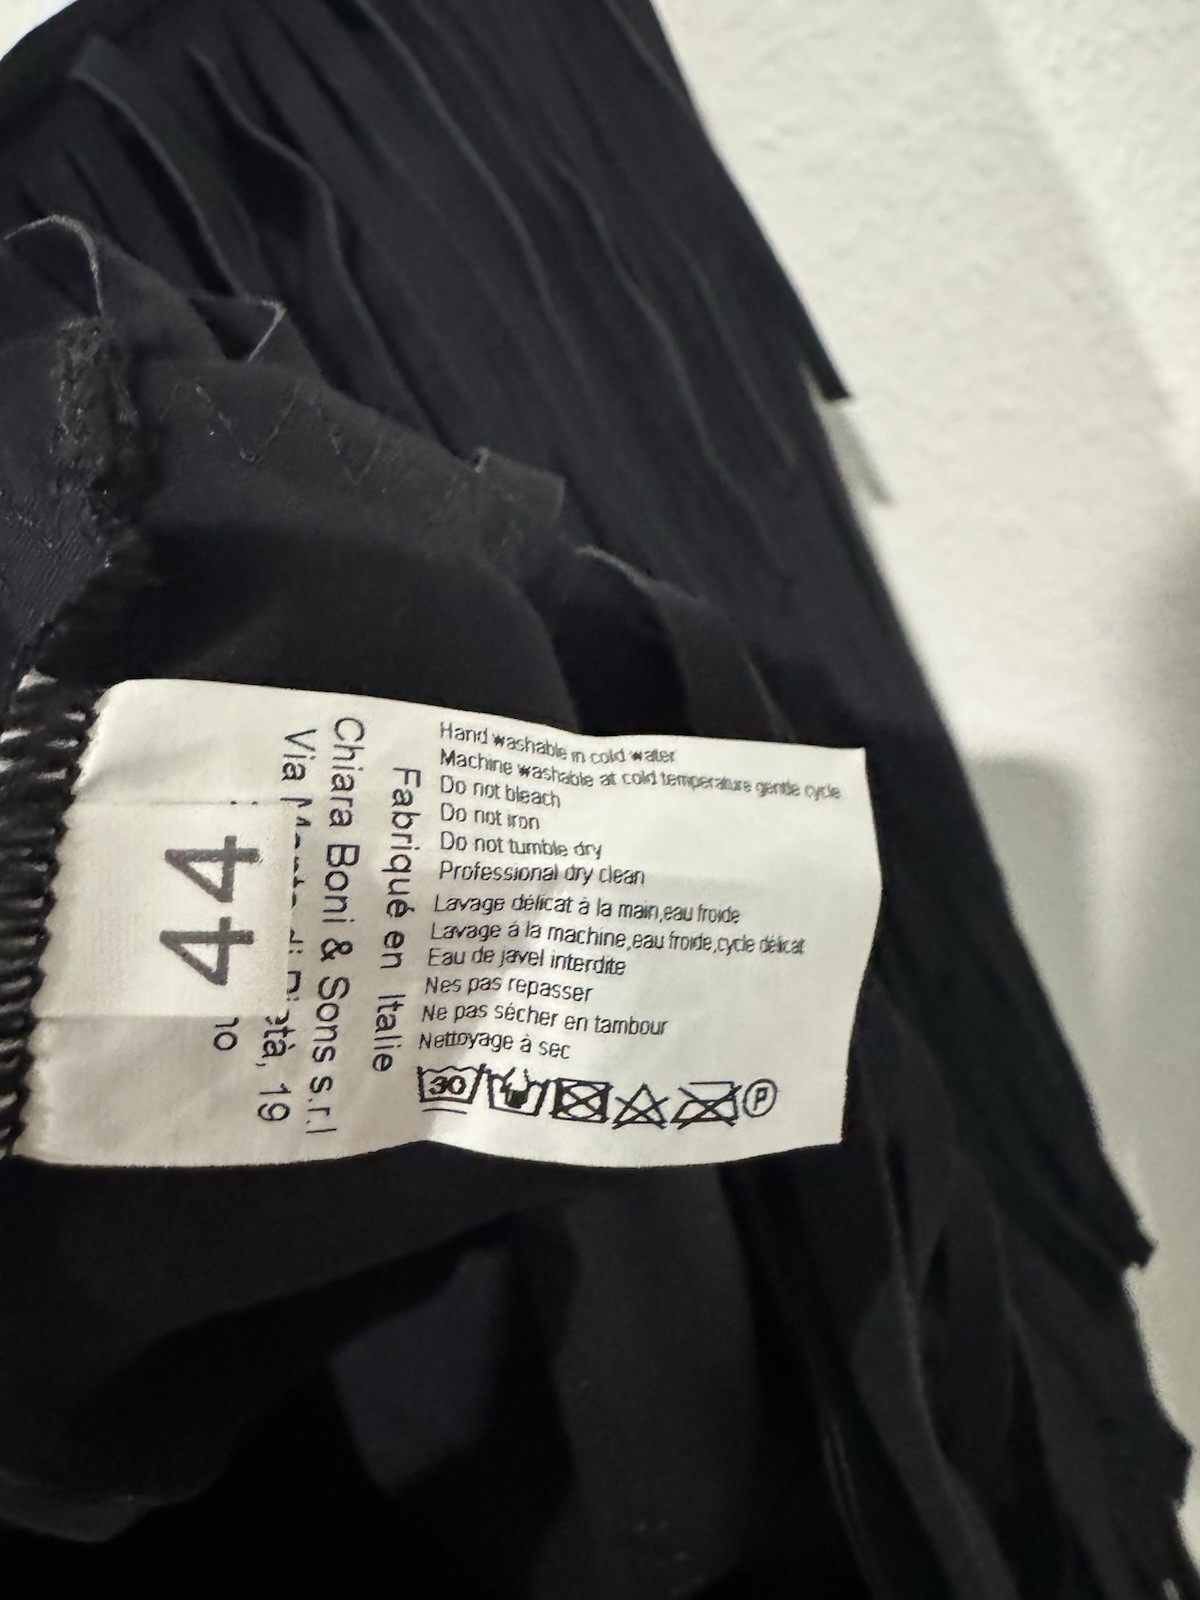 Hand washable in cold water
Machine washable at cold temperature gentle cycle
Do not bleach
Do not iron
Do not tumble dry
Professional dry clean
Lavage délicat à la main,eau froide
Lavage á la machine,eau froide,cycle délicat
Eau de javel interdite
Nes pas repasser
Ne pas sécher en tambour
Nettoyage à sec
30
P
Fabriqué en Italie
Chiara Boni & Sons s.r.l
Via 19
44